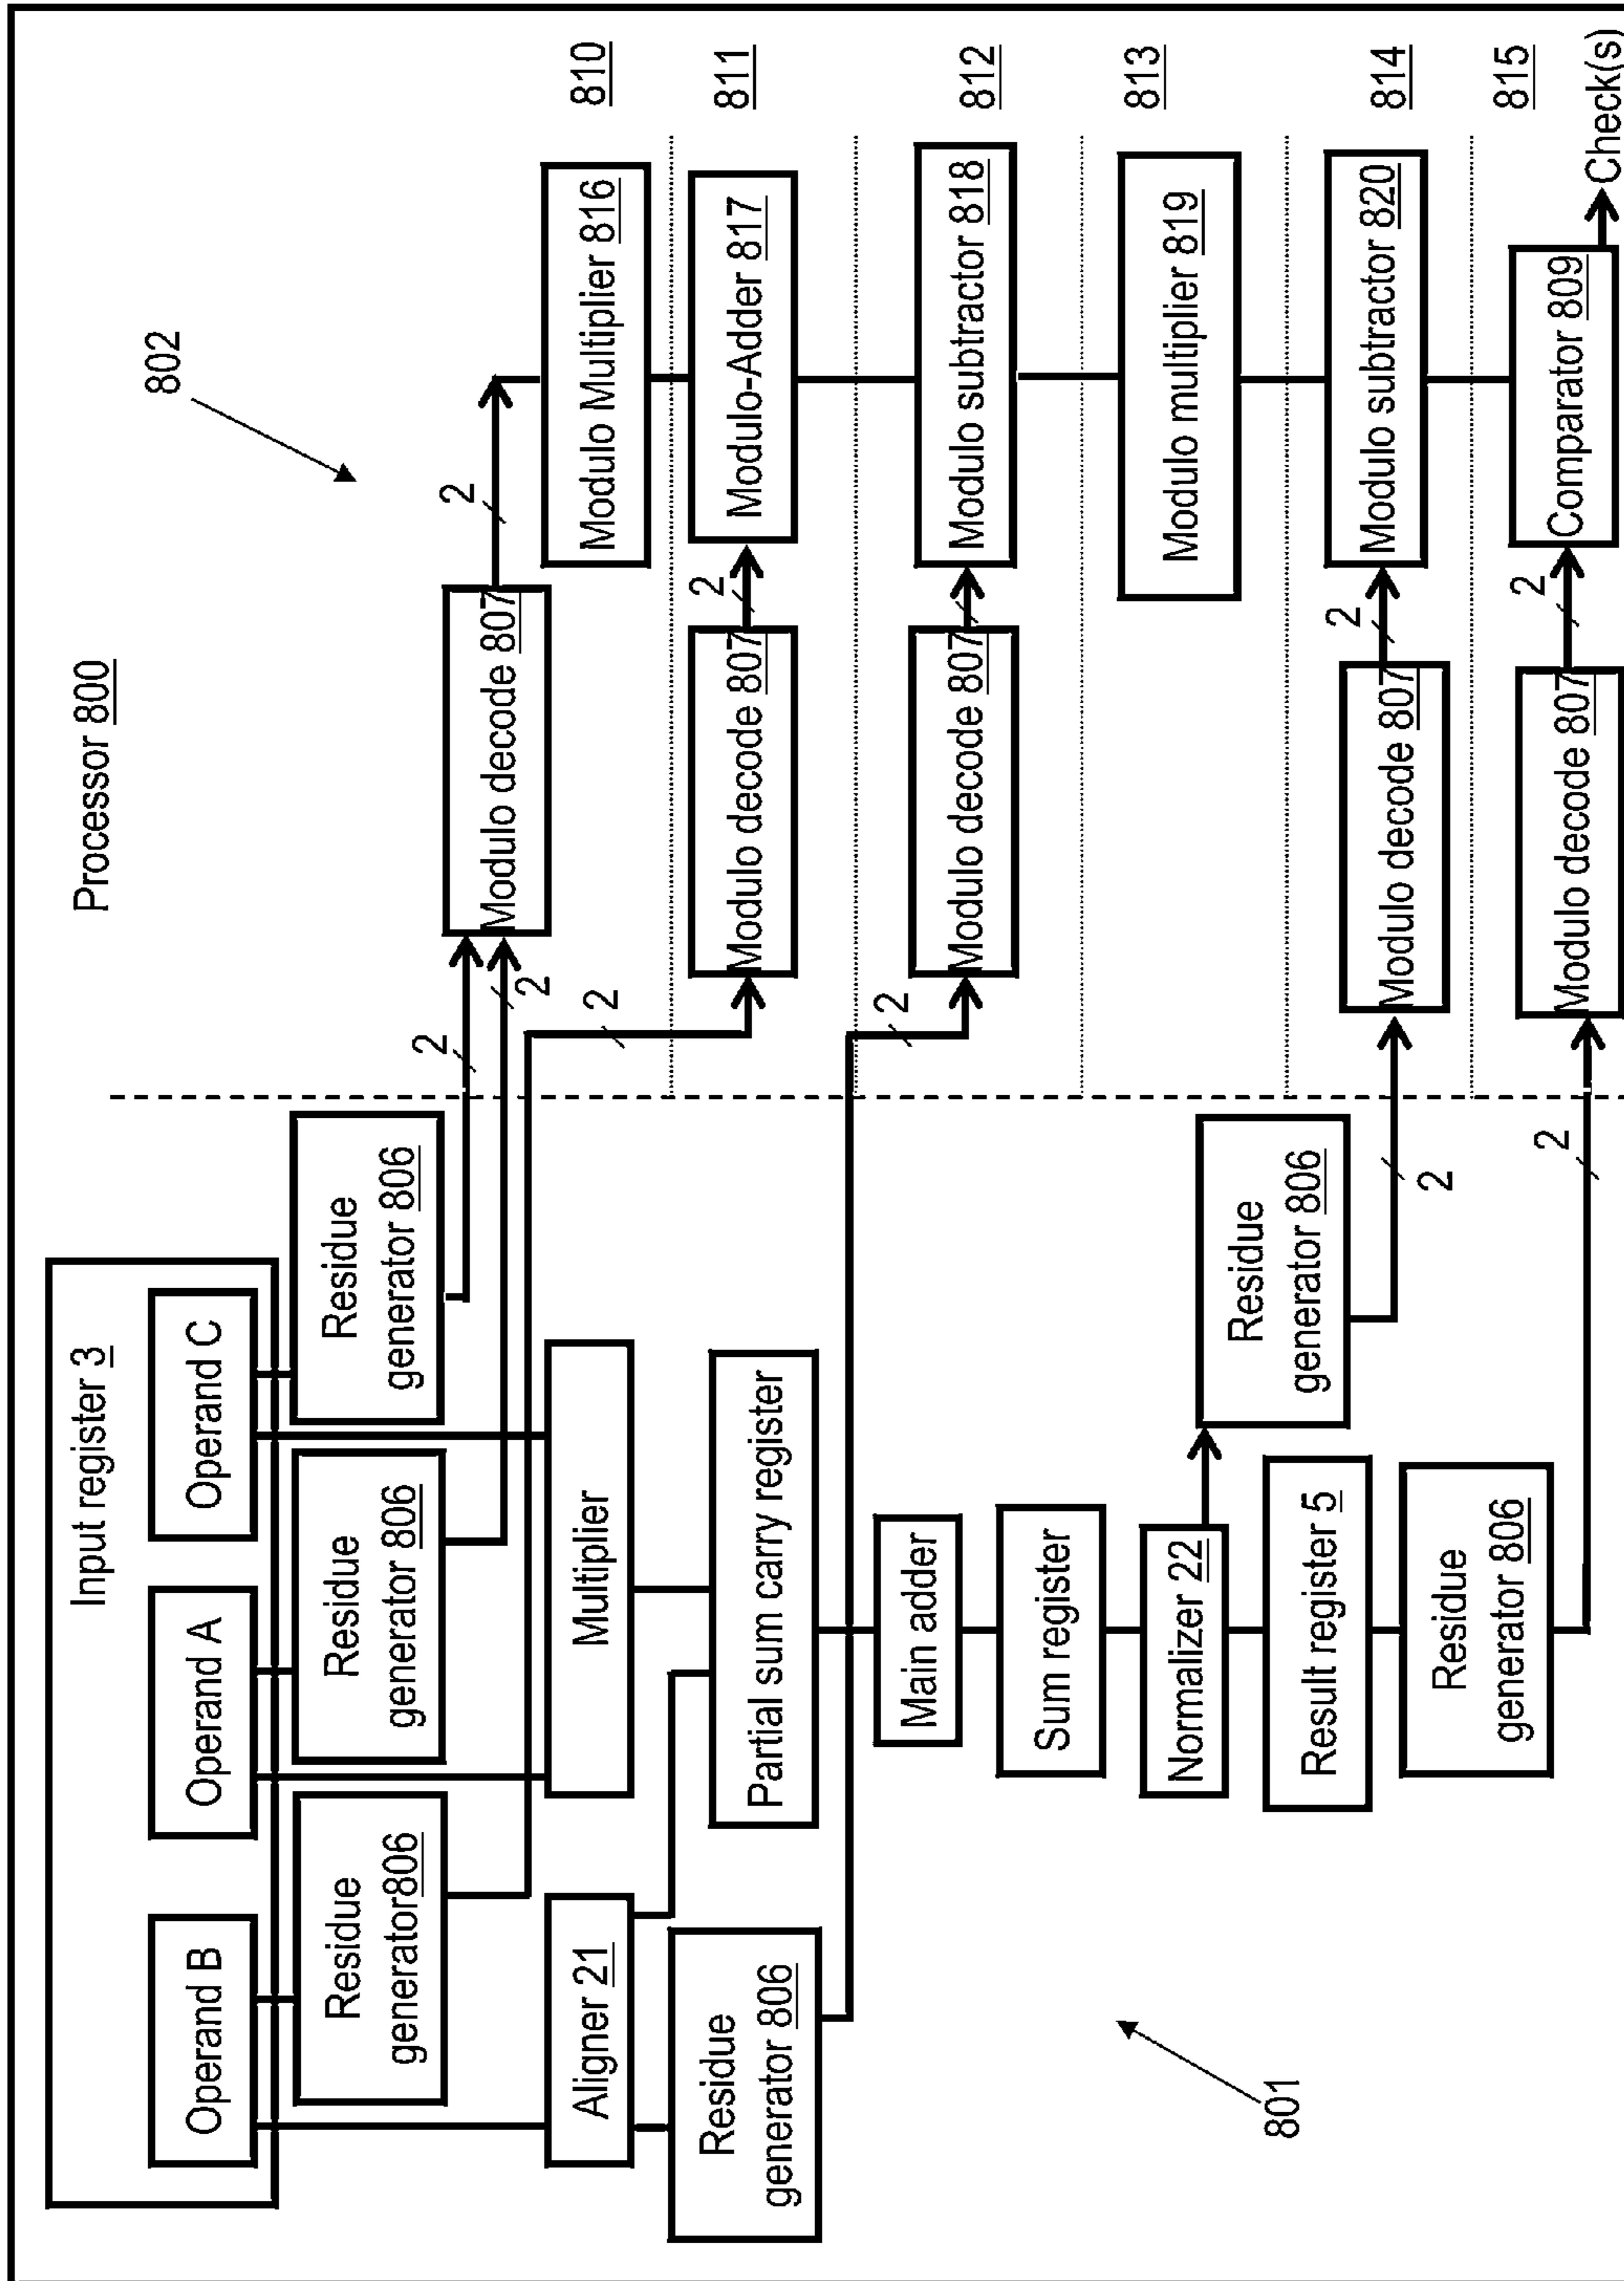 Processor 800
802
Input register 3
Operand B
Operand A
Operand C
Residue
generator806
Residue
generator 806
Residue
generator 806
2
2
Modulo decode 807
2
Modulo Multiplier 816
810
Aligner 21
Multiplier
2
Modulo decode 807
2
Modulo-Adder 817
811
Residue
generator 806
Partial sum carry register
2
Modulo decode 807
2
Modulo subtractor 818
812
Main adder
Sum register
Modulo multiplier 819
813
Normalizer 22
Residue
generator 806
2
Modulo decode 807
2
Modulo subtractor 820
814
Result register 5
Residue
generator 806
2
Modulo decode 807
2
Comparator 809
815
Check(s)
801